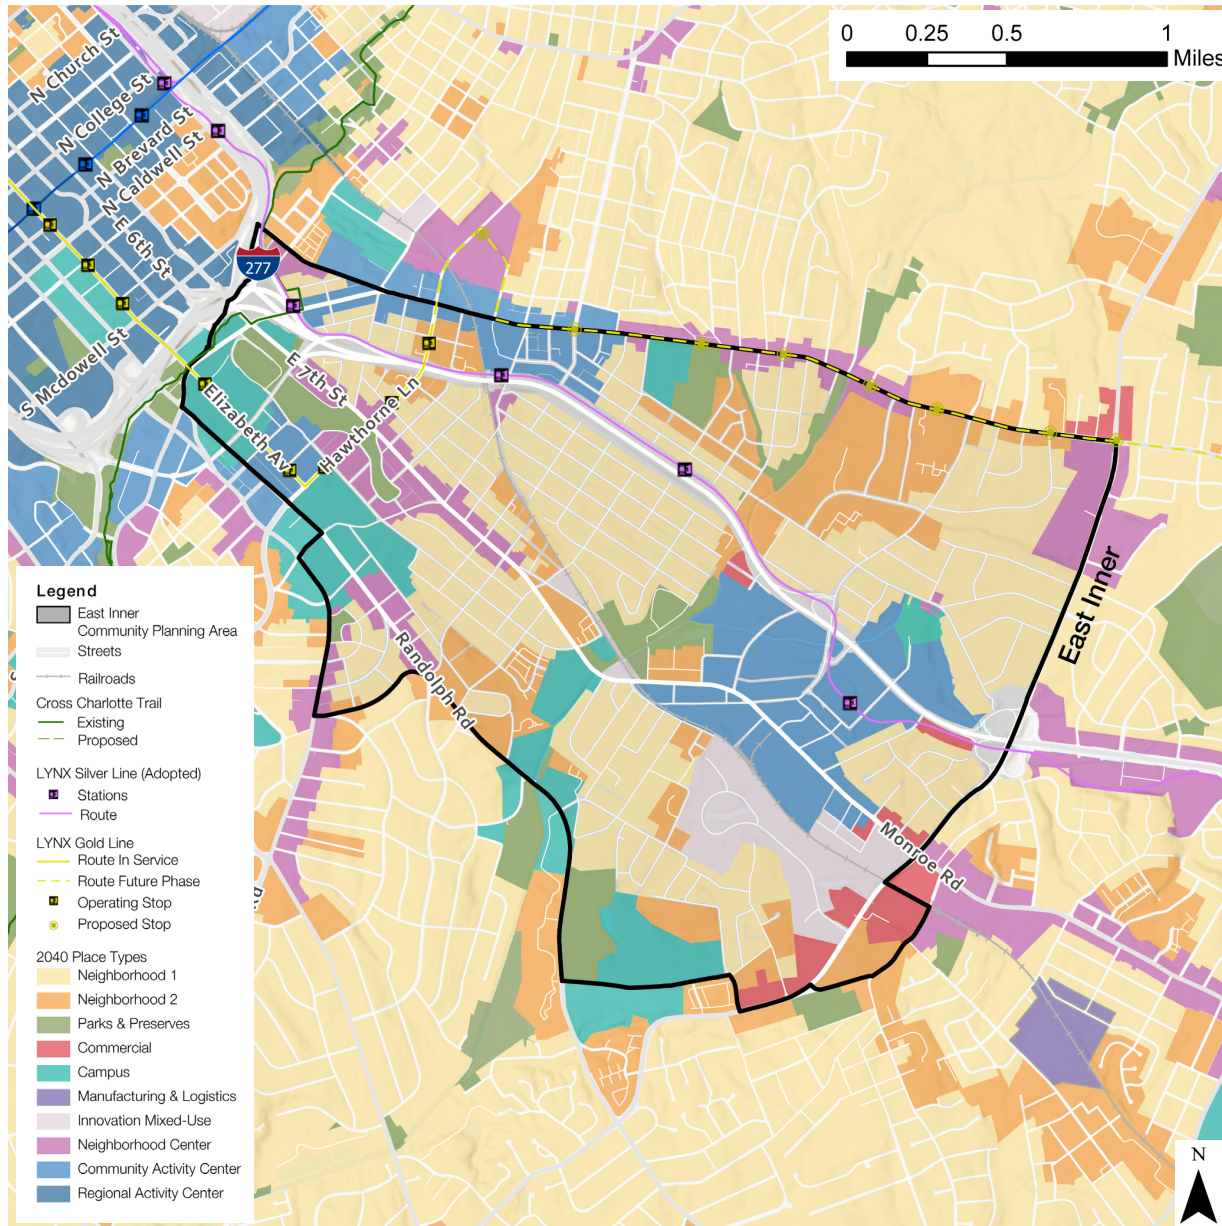 0 0.25 0.5 1
Miles
N Church St
N College St
N Brevard St
N Caldwell St
E 6th St
277
S Mcdowell St
E 7th St
Elizabeth Av
Hawthorne Ln
East Inner
Randolph Rd
Monroe Rd
Legend
East Inner
Community Planning Area
Streets
Railroads
Cross Charlotte Trail
Existing
Proposed
LYNX Silver Line (Adopted)
Stations
Route
LYNX Gold Line
Route In Service
Route Future Phase
Operating Stop
Proposed Stop
2040 Place Types
Neighborhood 1
Neighborhood 2
Parks & Preserves
Commercial
Campus
Manufacturing & Logistics
Innovation Mixed-Use
Neighborhood Center
Community Activity Center
Regional Activity Center
N